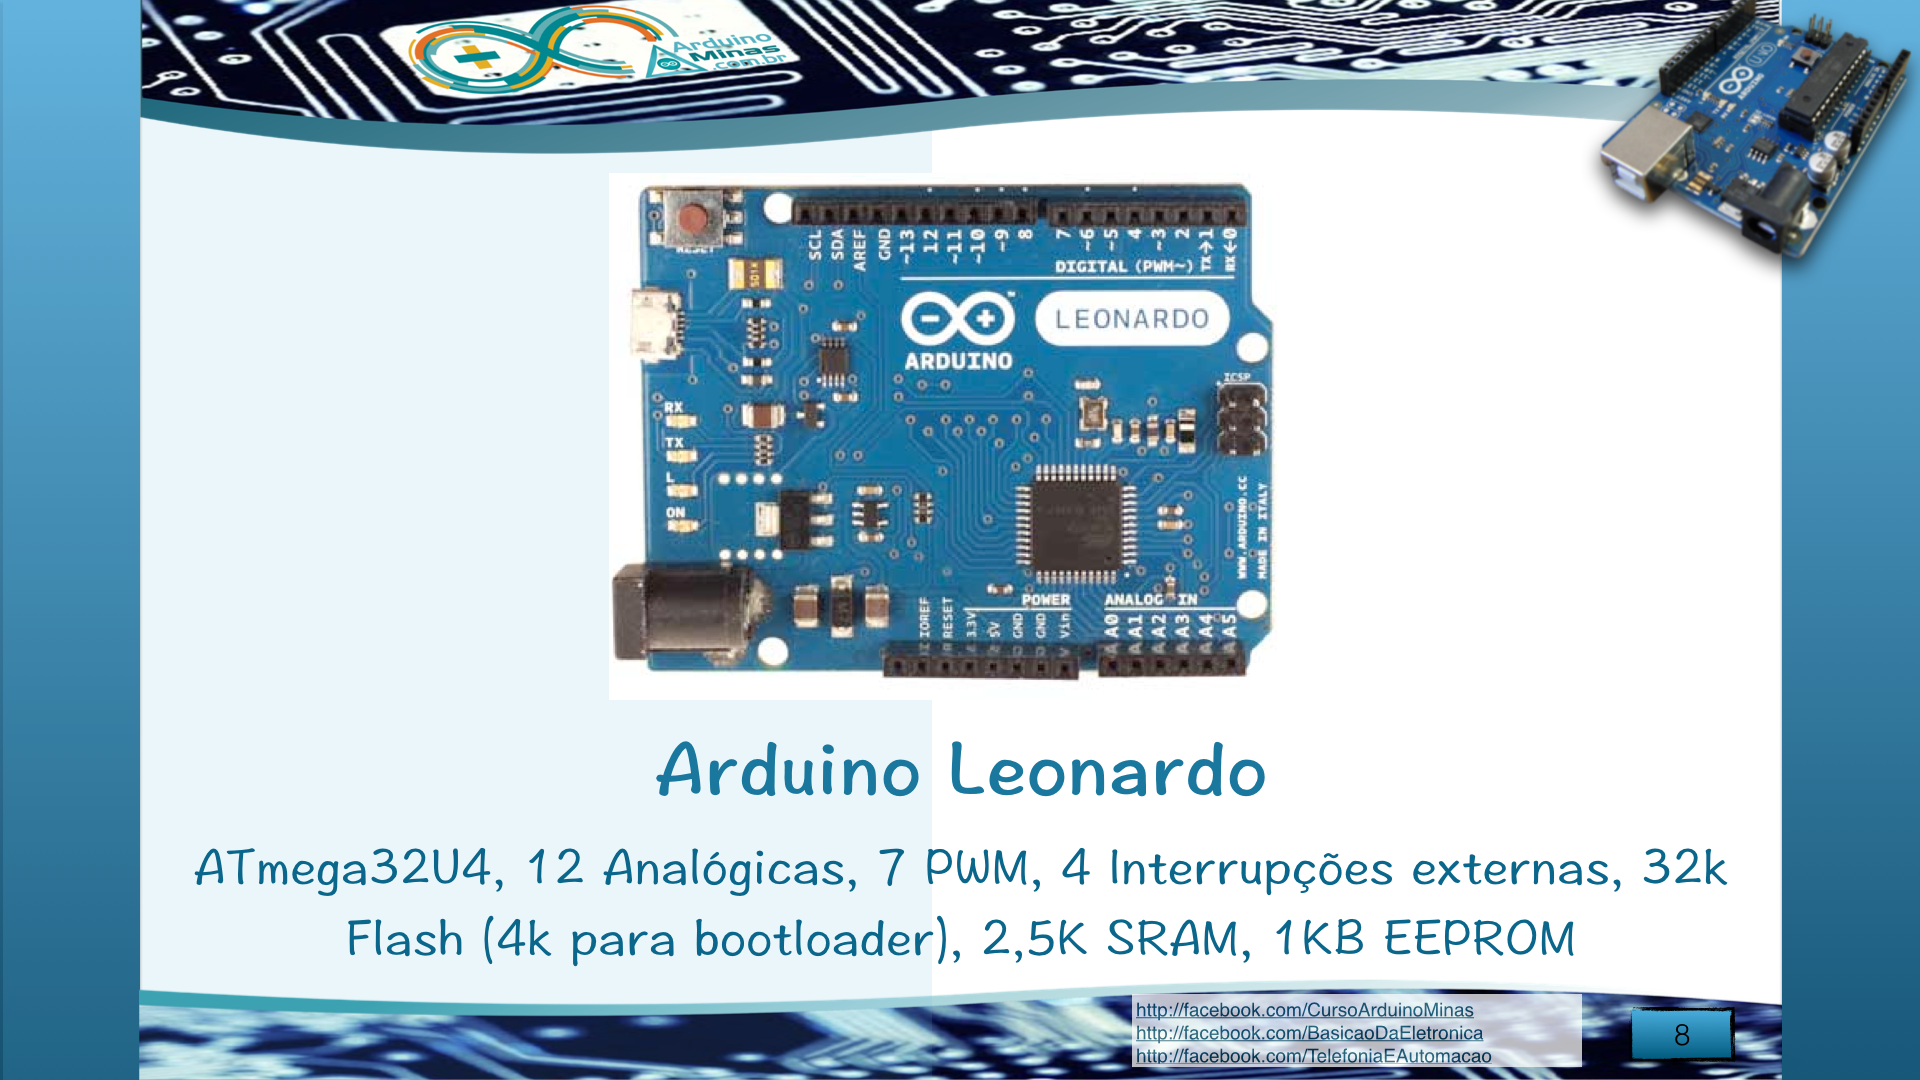 Arduino
Minas
.com.br
RESET
SCL
SDA
AREF
GND
~13
12
~11
~10
~9
8
7
~6
~5
4
~3
2
TX→1
RX←0
DIGITAL (PWM~)
ARDUINO
LEONARDO
ICSP
RX
TX
L
ON
WWW.ARDUINO.CC
MADE IN ITALY
POWER
ANALOG IN
IOREF
RESET
3.3V
5V
GND
GND
Vin
A0
A1
A2
A3
A4
A5
Arduino Leonardo
ATmega32U4, 12 Analógicas, 7 PWM, 4 Interrupções externas, 32k
Flash (4k para bootloader), 2,5K SRAM, 1KB EEPROM
http://facebook.com/CursoArduinoMinas
http://facebook.com/BasicaoDaEletronica
http://facebook.com/TelefoniaEAutomacao
8